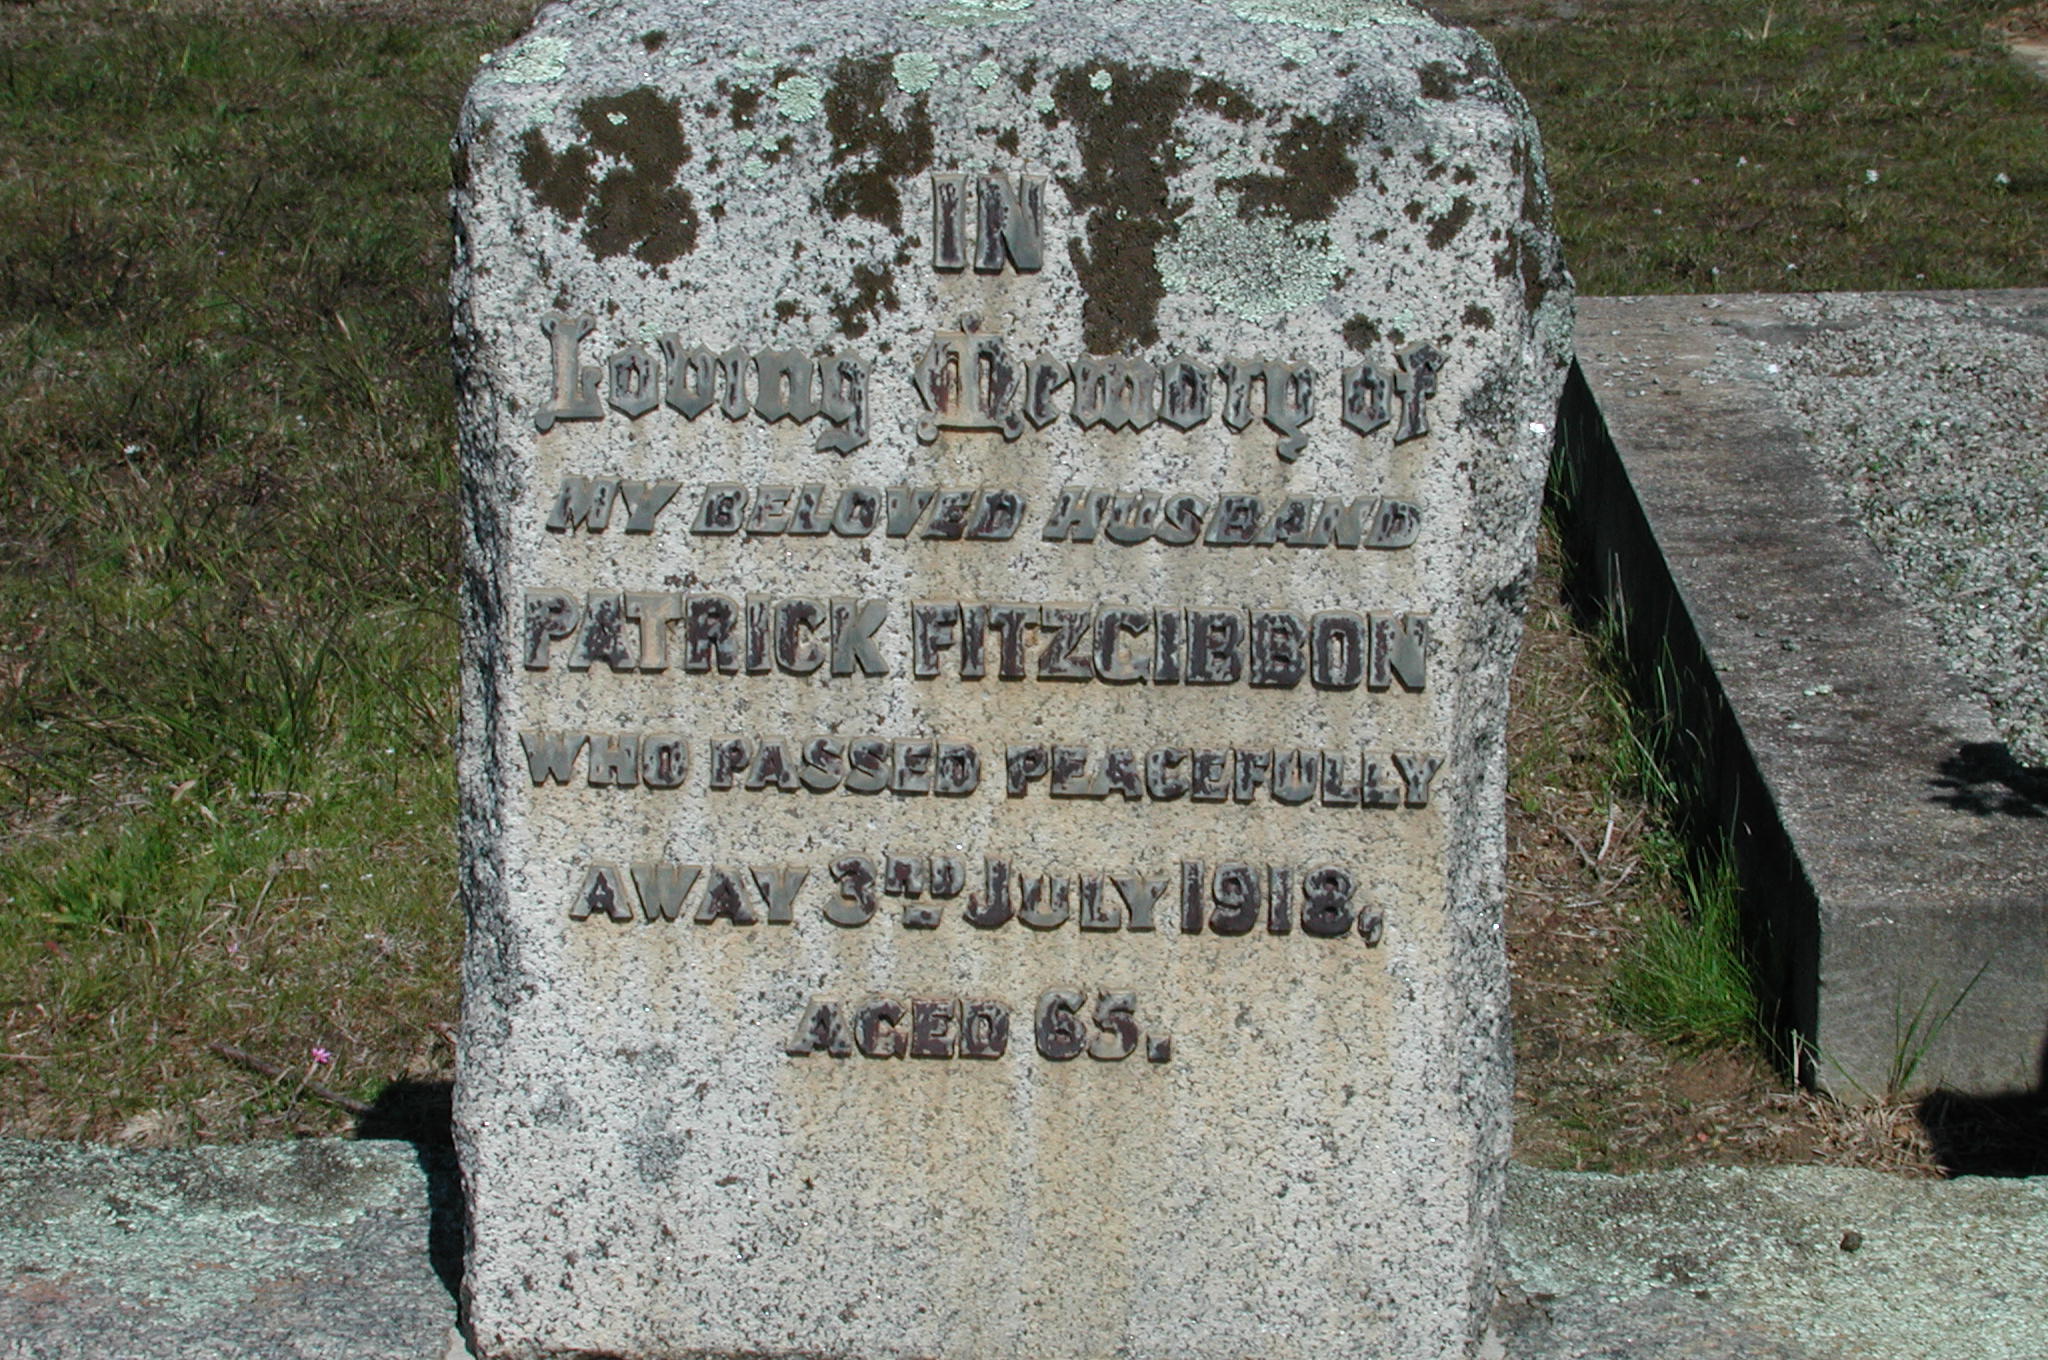 IN
Loving Memory of
MY BELOVED HUSBAND
PATRICK FITZGIBBON
WHO PASSED PEACEFULLY
AWAY 3RD JULY 1918,
AGED 65.